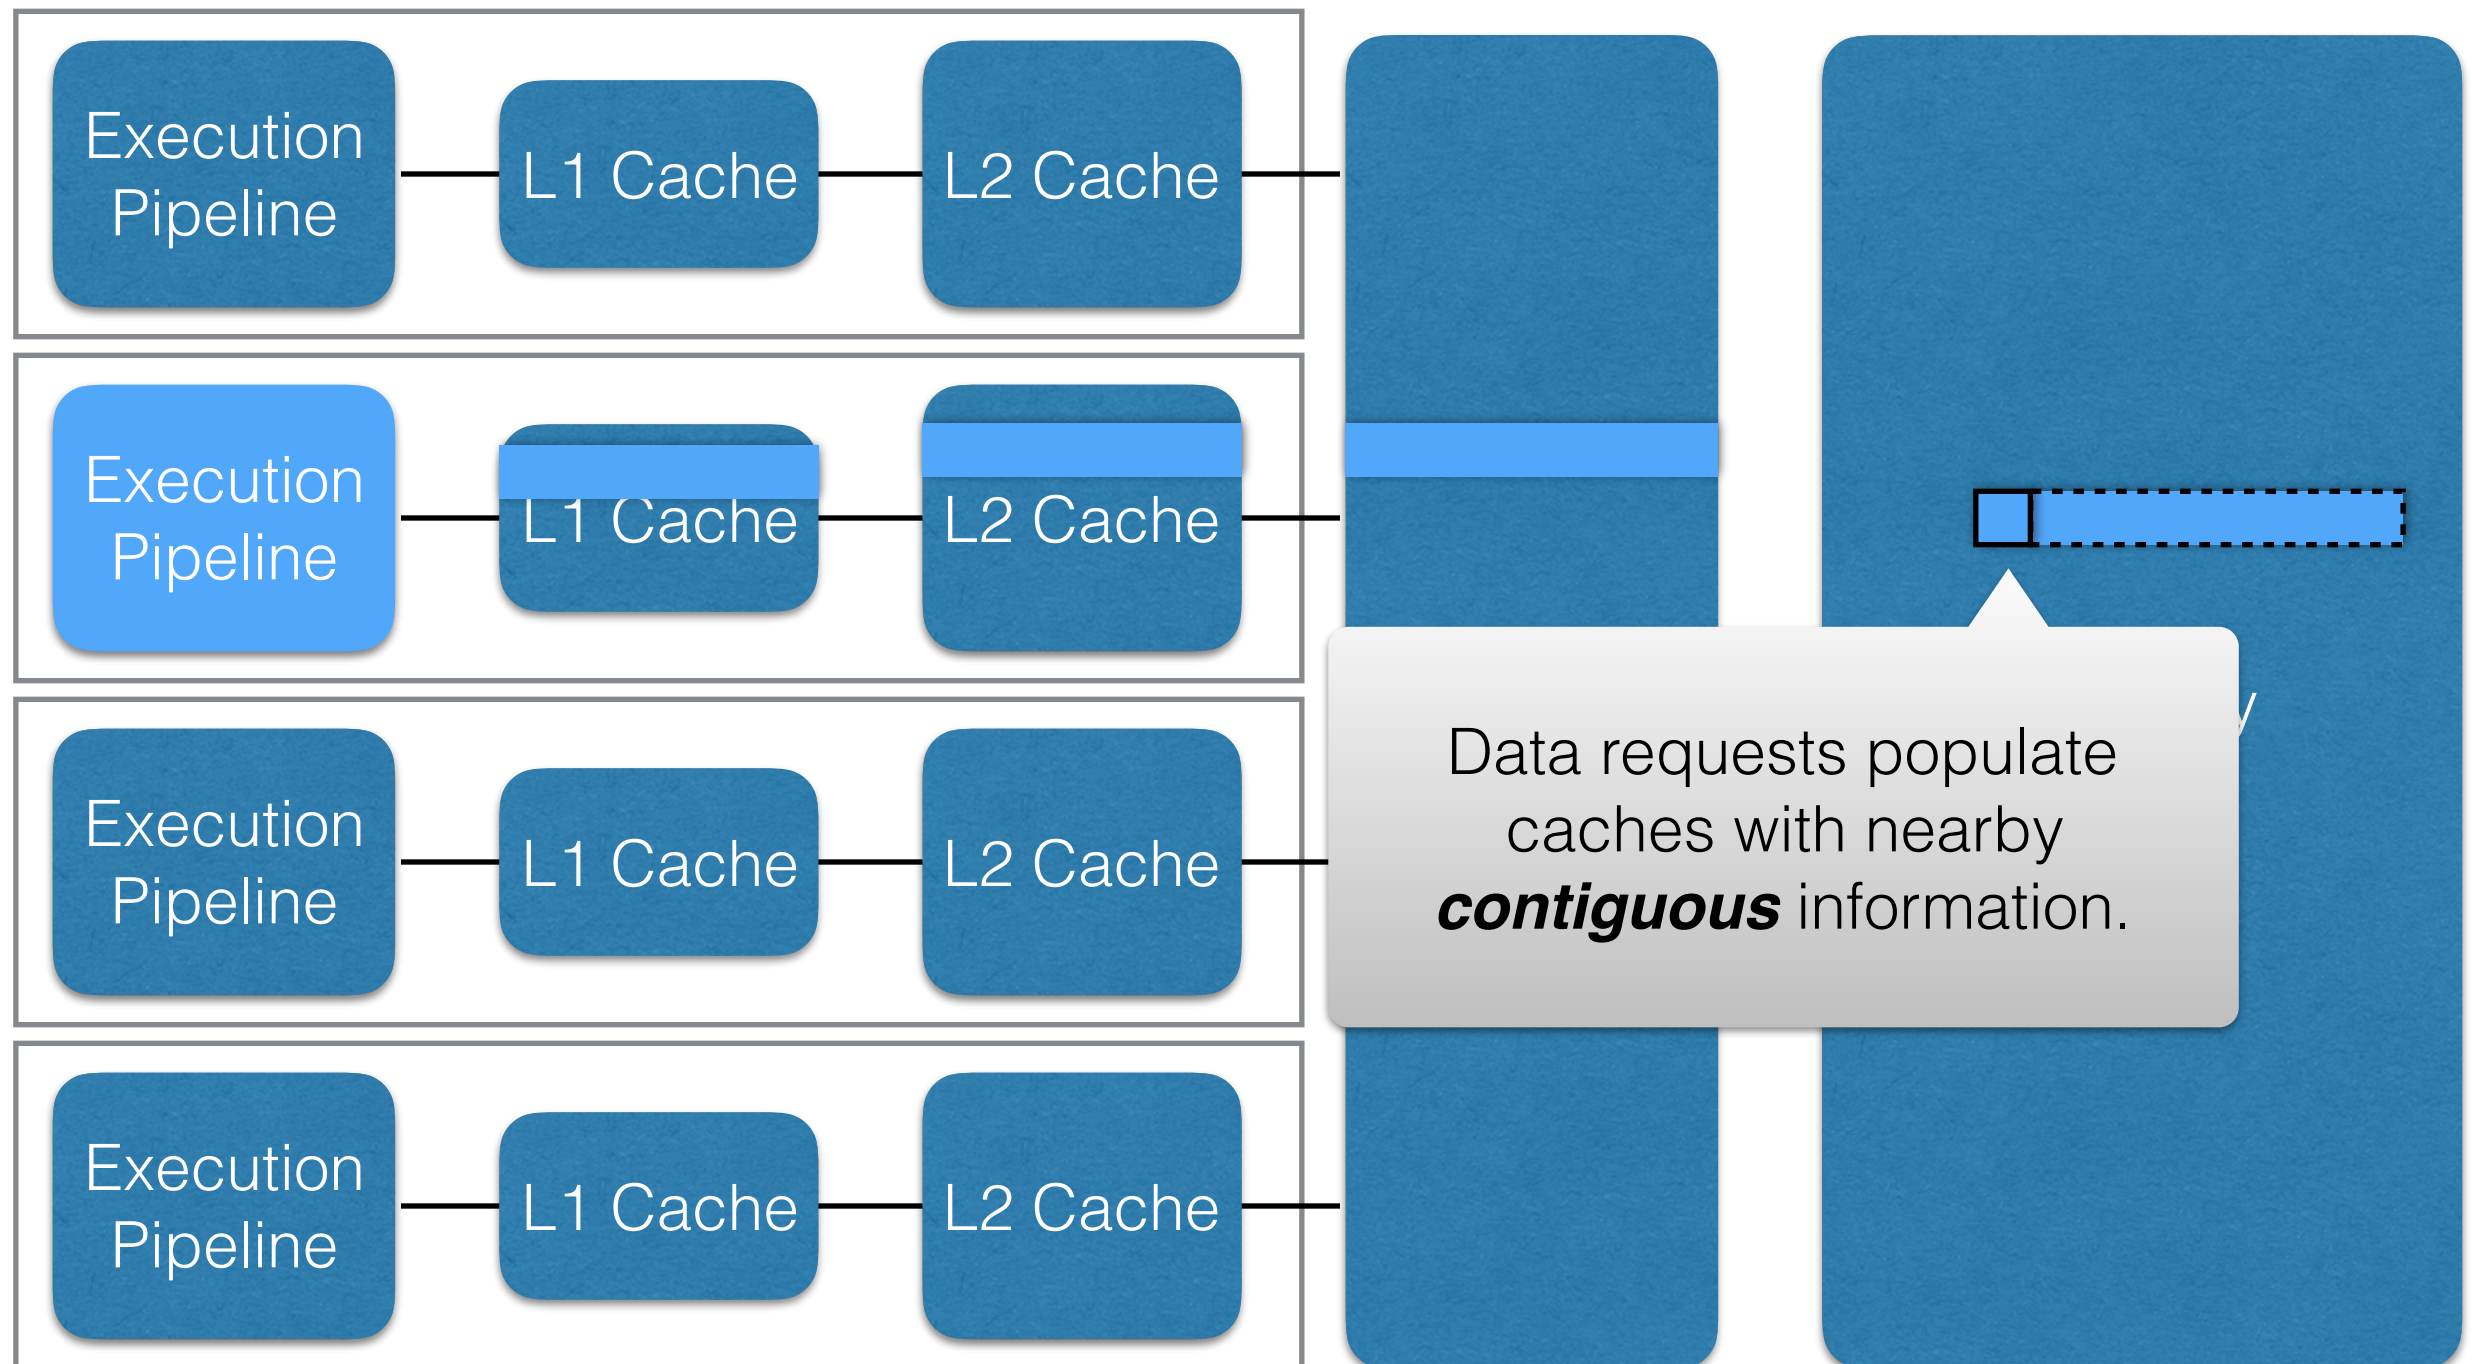 Execution
Pipeline
L1 Cache
L2 Cache
Execution
Pipeline
L1 Cache
L2 Cache
Execution
Pipeline
L1 Cache
L2 Cache
Data requests populate
caches with nearby
contiguous information.
Execution
Pipeline
L1 Cache
L2 Cache